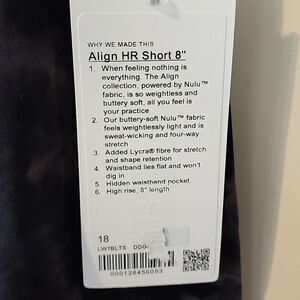 WHY WE MADE THIS
Align HR Short 8"
1. When feeling nothing is
everything. The Align
collection, powered by Nulu™
fabric, is so weightless and
buttery soft, all you feel is
your practice
2. Our buttery-soft Nulu™ fabric
feels weightlessly light and is
sweat-wicking and four-way
stretch
3. Added Lycra® fibre for stretch
and shape retention
4. Waistband lies flat and won't
dig in
5. Hidden waistband pocket
6. High rise, 8" length
18
LW7BLTS
000128450053